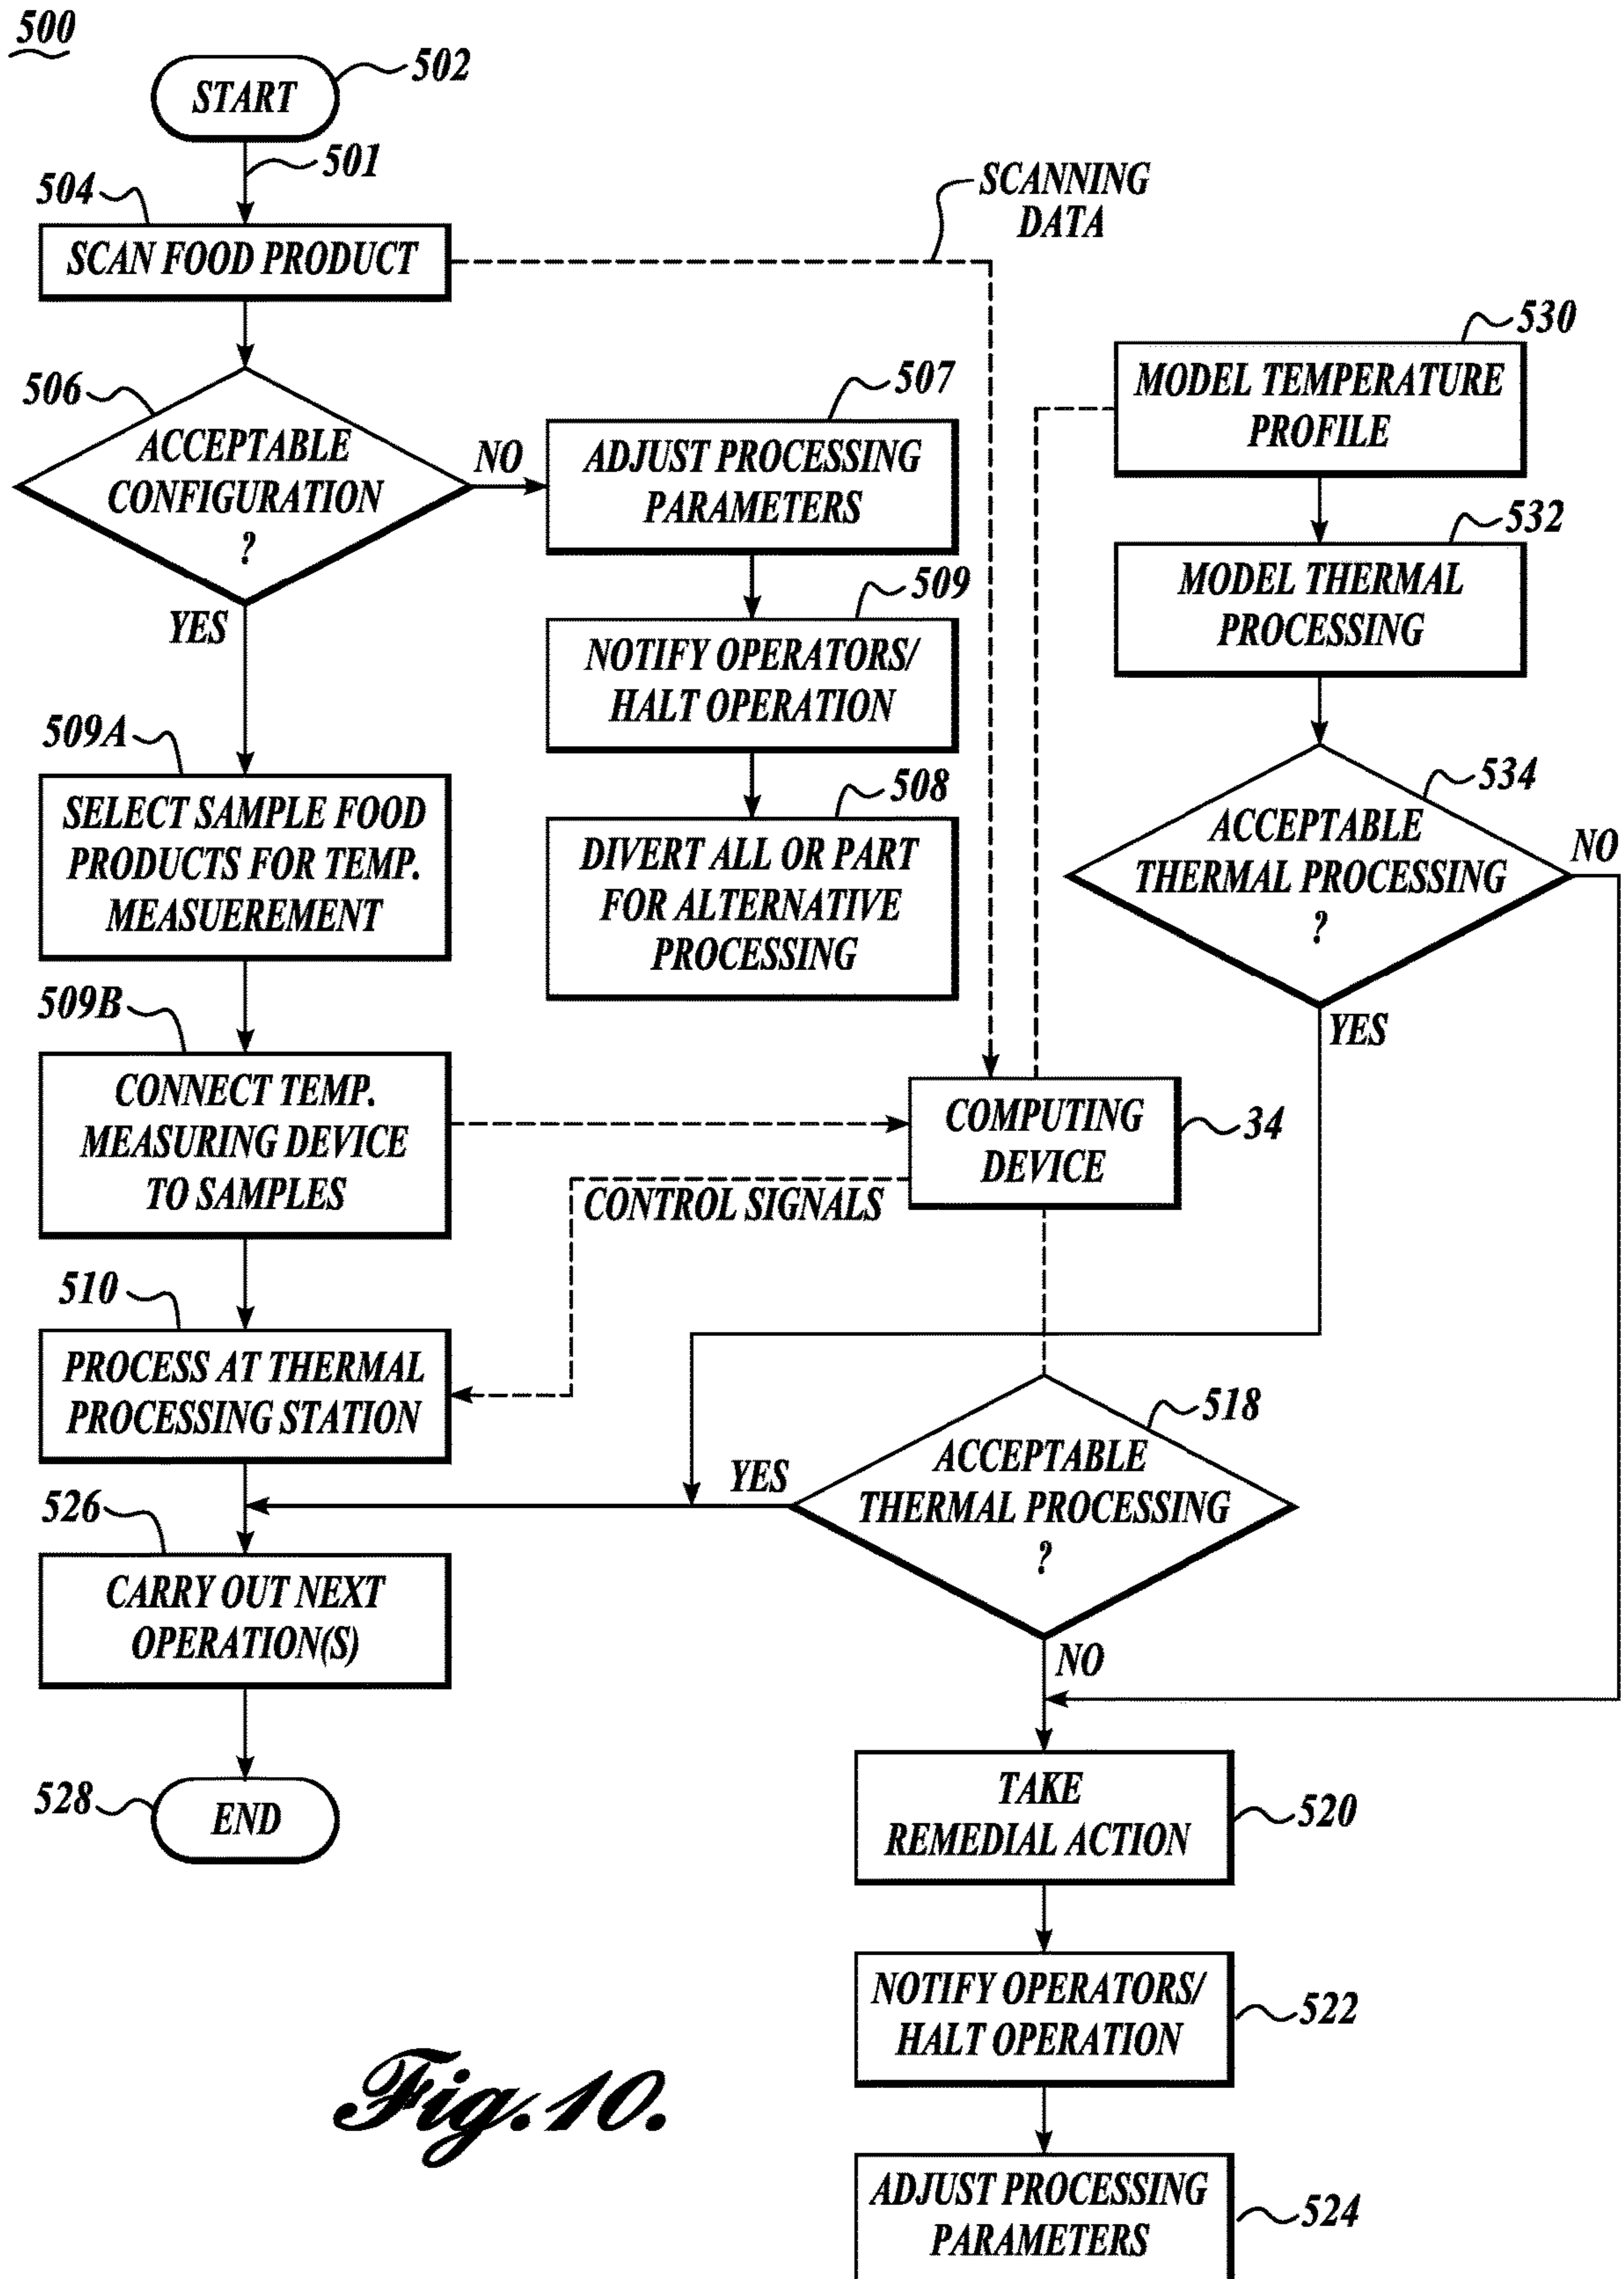 500
START
502
501
504
SCAN FOOD PRODUCT
SCANNING
DATA
506
ACCEPTABLE
CONFIGURATION
?
NO
YES
507
ADJUST PROCESSING
PARAMETERS
509
NOTIFY OPERATORS/
HALT OPERATION
508
DIVERT ALL OR PART
FOR ALTERNATIVE
PROCESSING
530
MODEL TEMPERATURE
PROFILE
532
MODEL THERMAL
PROCESSING
534
ACCEPTABLE
THERMAL PROCESSING
?
NO
YES
509A
SELECT SAMPLE FOOD
PRODUCTS FOR TEMP.
MEASUEREMENT
509B
CONNECT TEMP.
MEASURING DEVICE
TO SAMPLES
COMPUTING
DEVICE
34
CONTROL SIGNALS
510
PROCESS AT THERMAL
PROCESSING STATION
518
ACCEPTABLE
THERMAL PROCESSING
?
YES
NO
526
CARRY OUT NEXT
OPERATION(S)
528
END
TAKE
REMEDIAL ACTION
520
NOTIFY OPERATORS/
HALT OPERATION
522
ADJUST PROCESSING
PARAMETERS
524
Fig. 10.